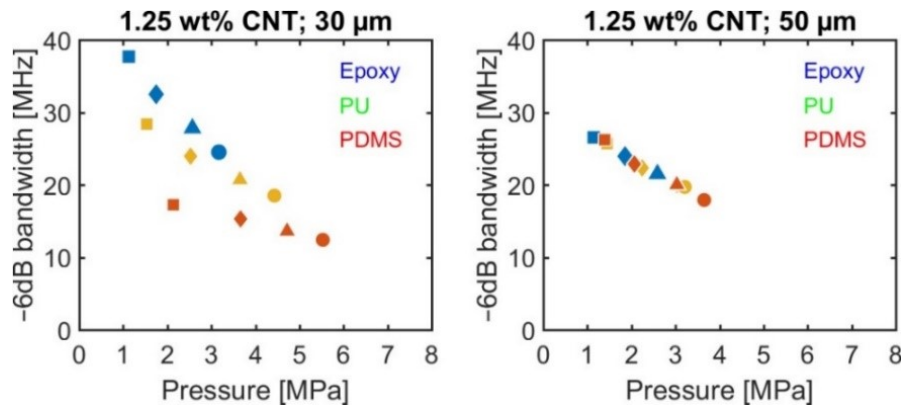 1.25 wt% CNT; 30 µm
−6dB bandwidth [MHz]
40
30
20
10
0
Epoxy
PU
PDMS
0 1 2 3 4 5 6 7 8
Pressure [MPa]
1.25 wt% CNT; 50 µm
−6dB bandwidth [MHz]
40
30
20
10
0
Epoxy
PU
PDMS
0 1 2 3 4 5 6 7 8
Pressure [MPa]